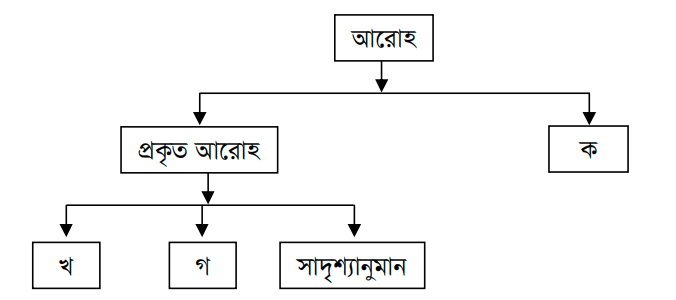 আরোহ
প্রকৃত আরোহ
ক
খ
গ
সাদৃশ্যানুমান